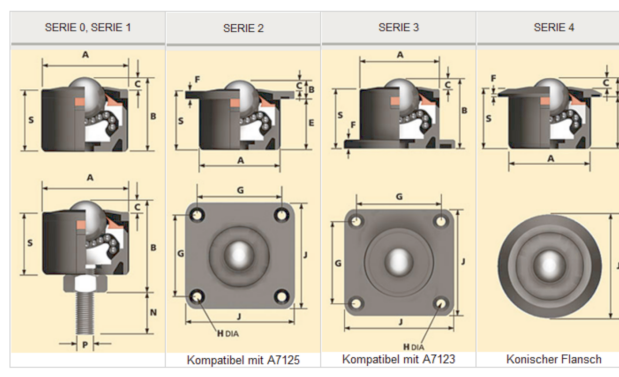 SERIE 0, SERIE 1
SERIE 2
SERIE 3
SERIE 4
A
C
B
S
F
C
B
S
E
A
A
C
S
F
B
F
C
S
A
A
C
S
B
N
P
G
G
J
J
H DIA
Kompatibel mit A7125
G
G
J
J
H DIA
Kompatibel mit A7123
J
Konischer Flansch